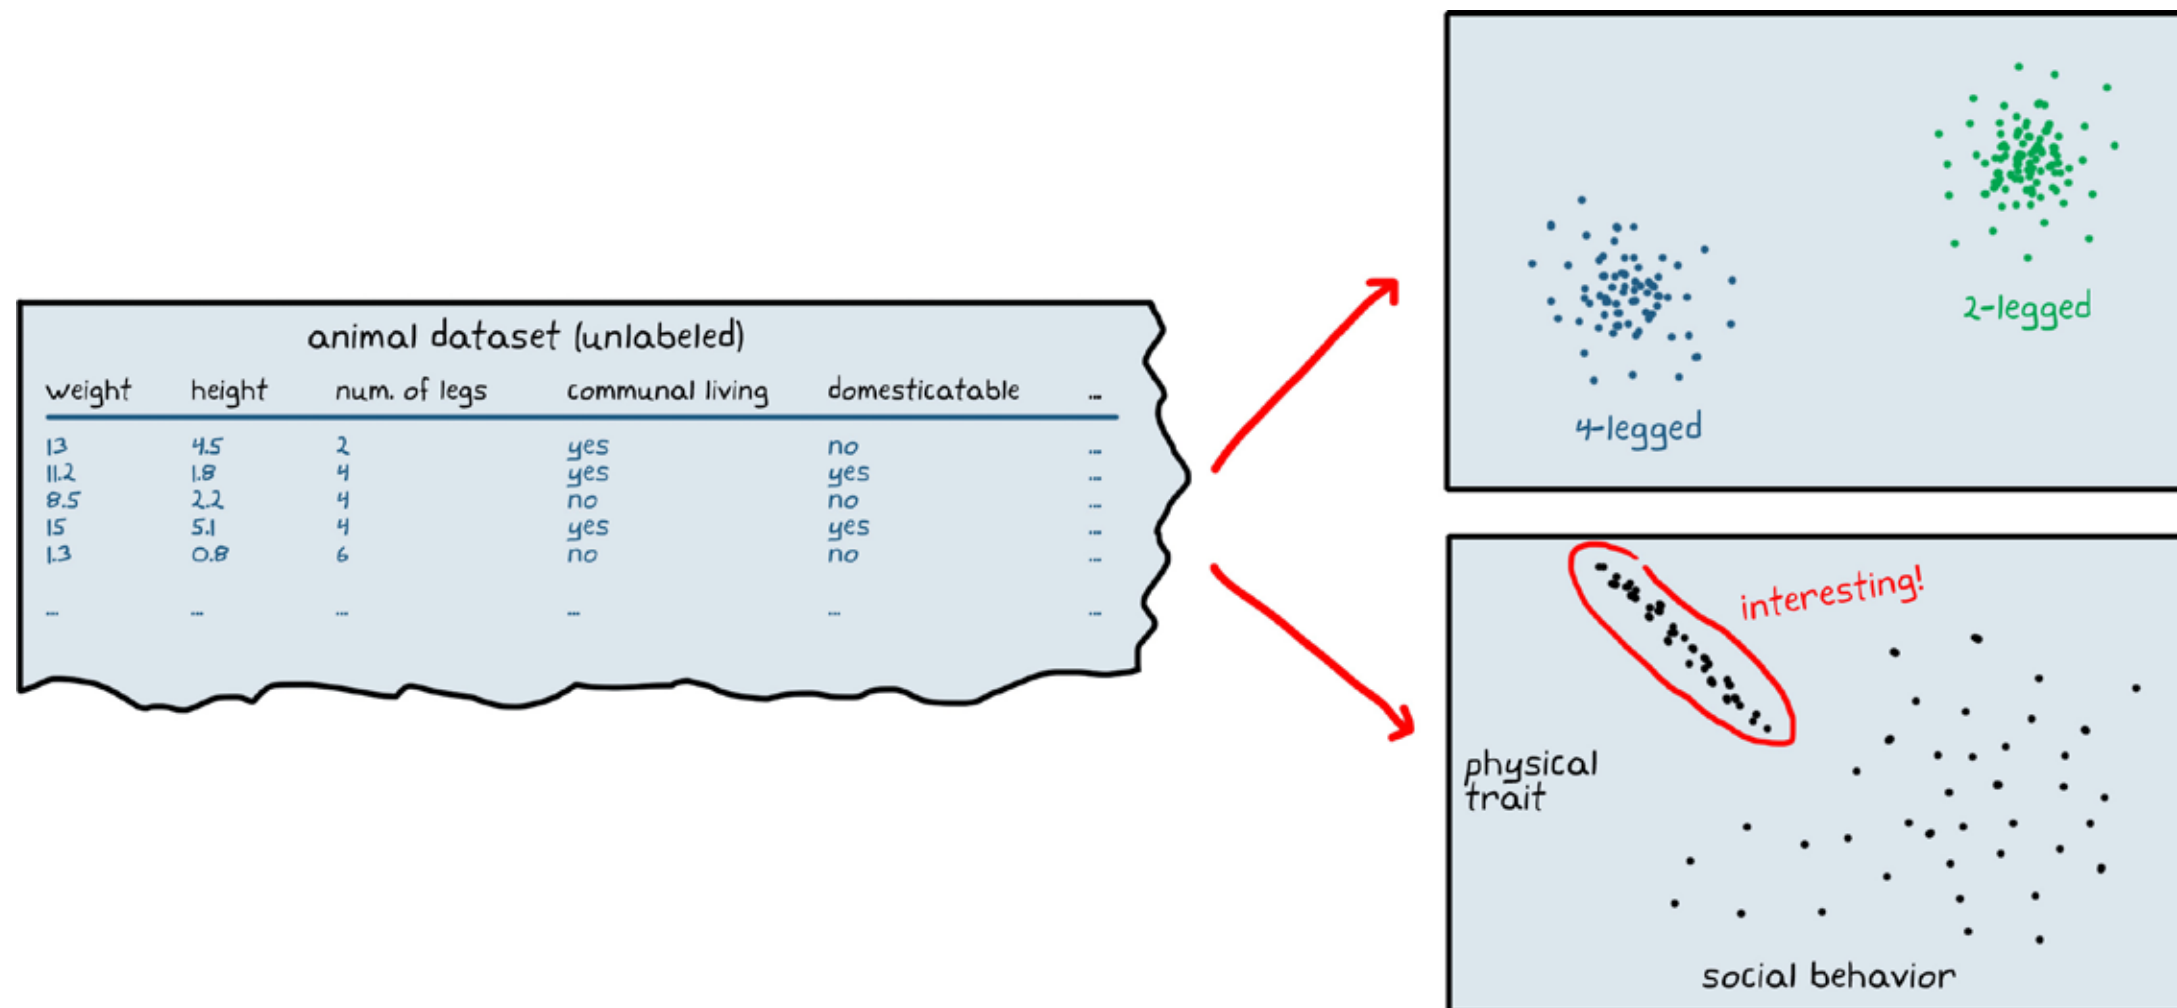 animal dataset (unlabeled)
weight height num. of legs communal living domesticatable ...
13 4.5 2 yes no ...
11.2 1.8 4 yes yes ...
8.5 2.2 4 no no ...
15 5.1 4 yes yes ...
1.3 0.8 6 no no ...
... ... ... ... ... ...
2-legged
4-legged
interesting!
physical
trait
social behavior